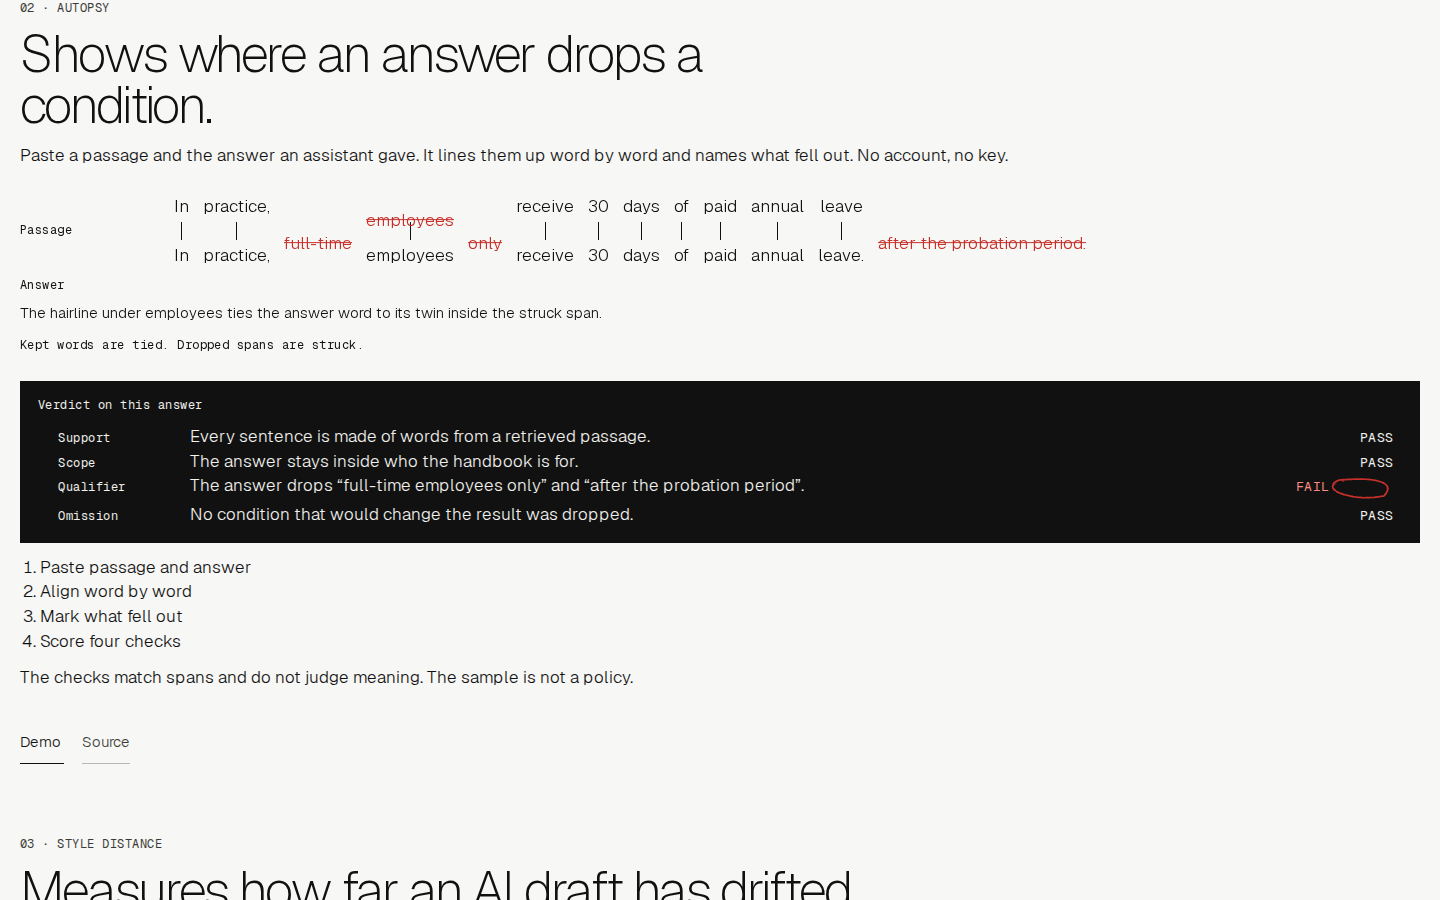 02 · AUTOPSY
Shows where an answer drops a
condition.
Paste a passage and the answer an assistant gave. It lines them up word by word and names what fell out. No account, no key.
Passage
In practice, full-time employees only receive 30 days of paid annual leave after the probation period.
In practice, employees receive 30 days of paid annual leave.
Answer
The hairline under employees ties the answer word to its twin inside the struck span.
Kept words are tied. Dropped spans are struck.
Verdict on this answer
Support Every sentence is made of words from a retrieved passage. PASS
Scope The answer stays inside who the handbook is for. PASS
Qualifier The answer drops “full-time employees only” and “after the probation period”. FAIL
Omission No condition that would change the result was dropped. PASS
1. Paste passage and answer
2. Align word by word
3. Mark what fell out
4. Score four checks
The checks match spans and do not judge meaning. The sample is not a policy.
Demo Source
03 · STYLE DISTANCE
Measures how far an AI draft has drifted